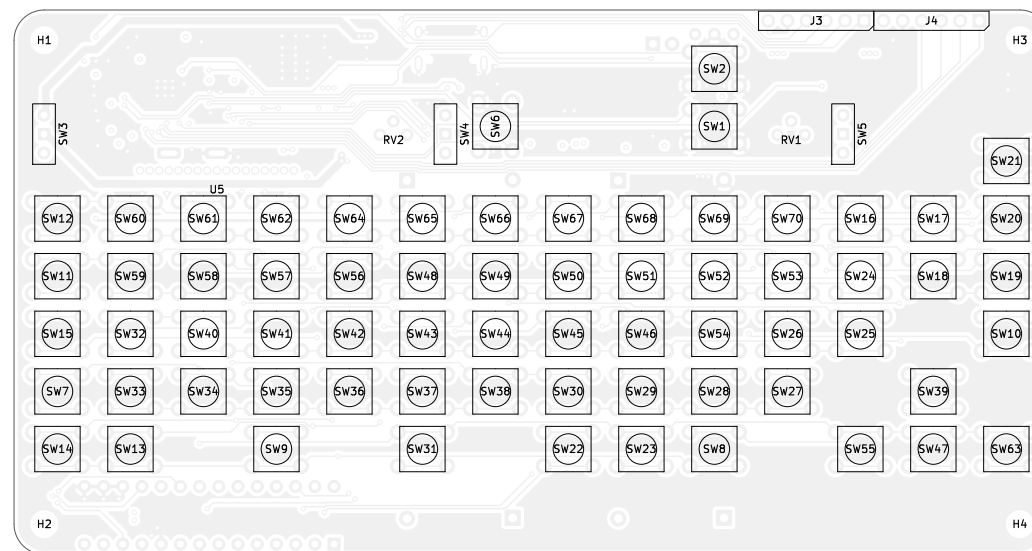 J3 J4
H1 H3
SW2
SW3 RV2 SW4 SW6 SW1 RV1 SW5
SW21
U5
SW12 SW60 SW61 SW62 SW64 SW65 SW66 SW67 SW68 SW69 SW70 SW16 SW17 SW20
SW11 SW59 SW58 SW57 SW56 SW48 SW49 SW50 SW51 SW52 SW53 SW24 SW18 SW19
SW15 SW32 SW40 SW41 SW42 SW43 SW44 SW45 SW46 SW54 SW26 SW25 SW10
SW7 SW33 SW34 SW35 SW36 SW37 SW38 SW30 SW29 SW28 SW27 SW39
SW14 SW13 SW9 SW31 SW22 SW23 SW8 SW55 SW47 SW63
H2 H4